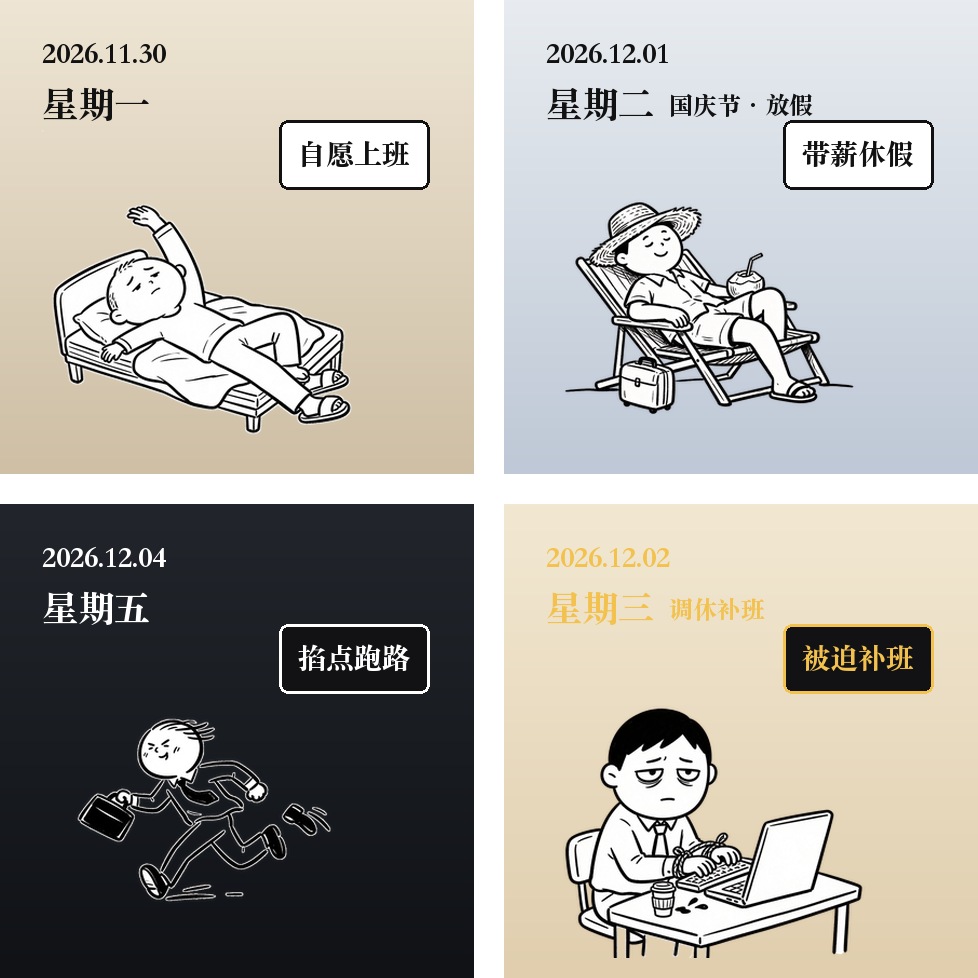 2026.11.30
星期一
自愿上班
2026.12.01
星期二 国庆节 · 放假
带薪休假
2026.12.04
星期五
掐点跑路
2026.12.02
星期三 调休补班
被迫补班